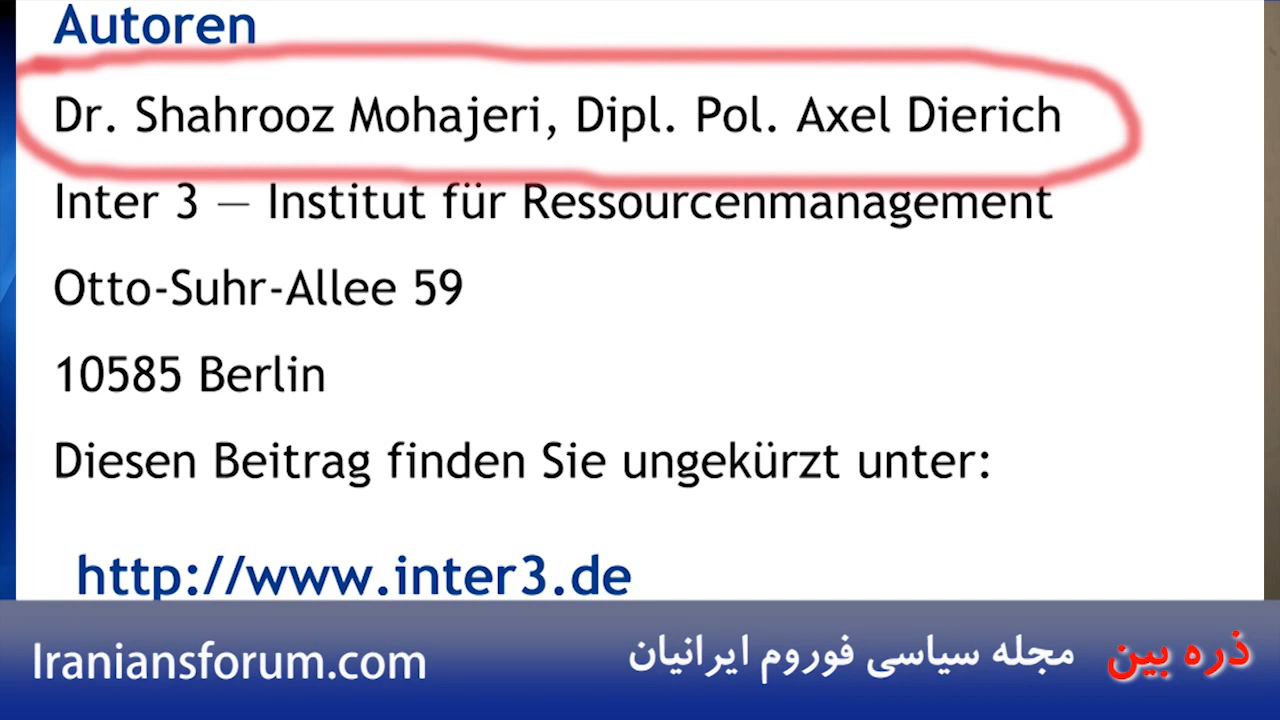 Autoren
Dr. Shahrooz Mohajeri, Dipl. Pol. Axel Dierich
Inter 3 — Institut für Ressourcenmanagement
Otto-Suhr-Allee 59
10585 Berlin
Diesen Beitrag finden Sie ungekürzt unter:
http://www.inter3.de
Iraniansforum.com
ذره بین مجله سیاسی فوروم ایرانیان